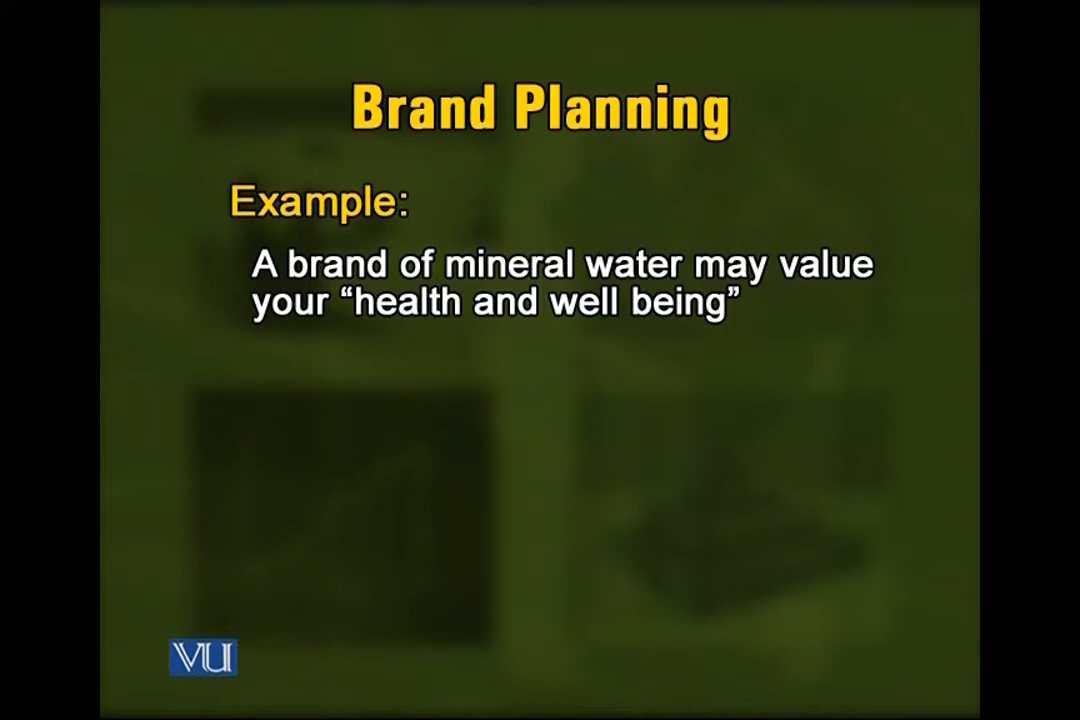 Brand Planning
Example:
A brand of mineral water may value
your “health and well being”
VU